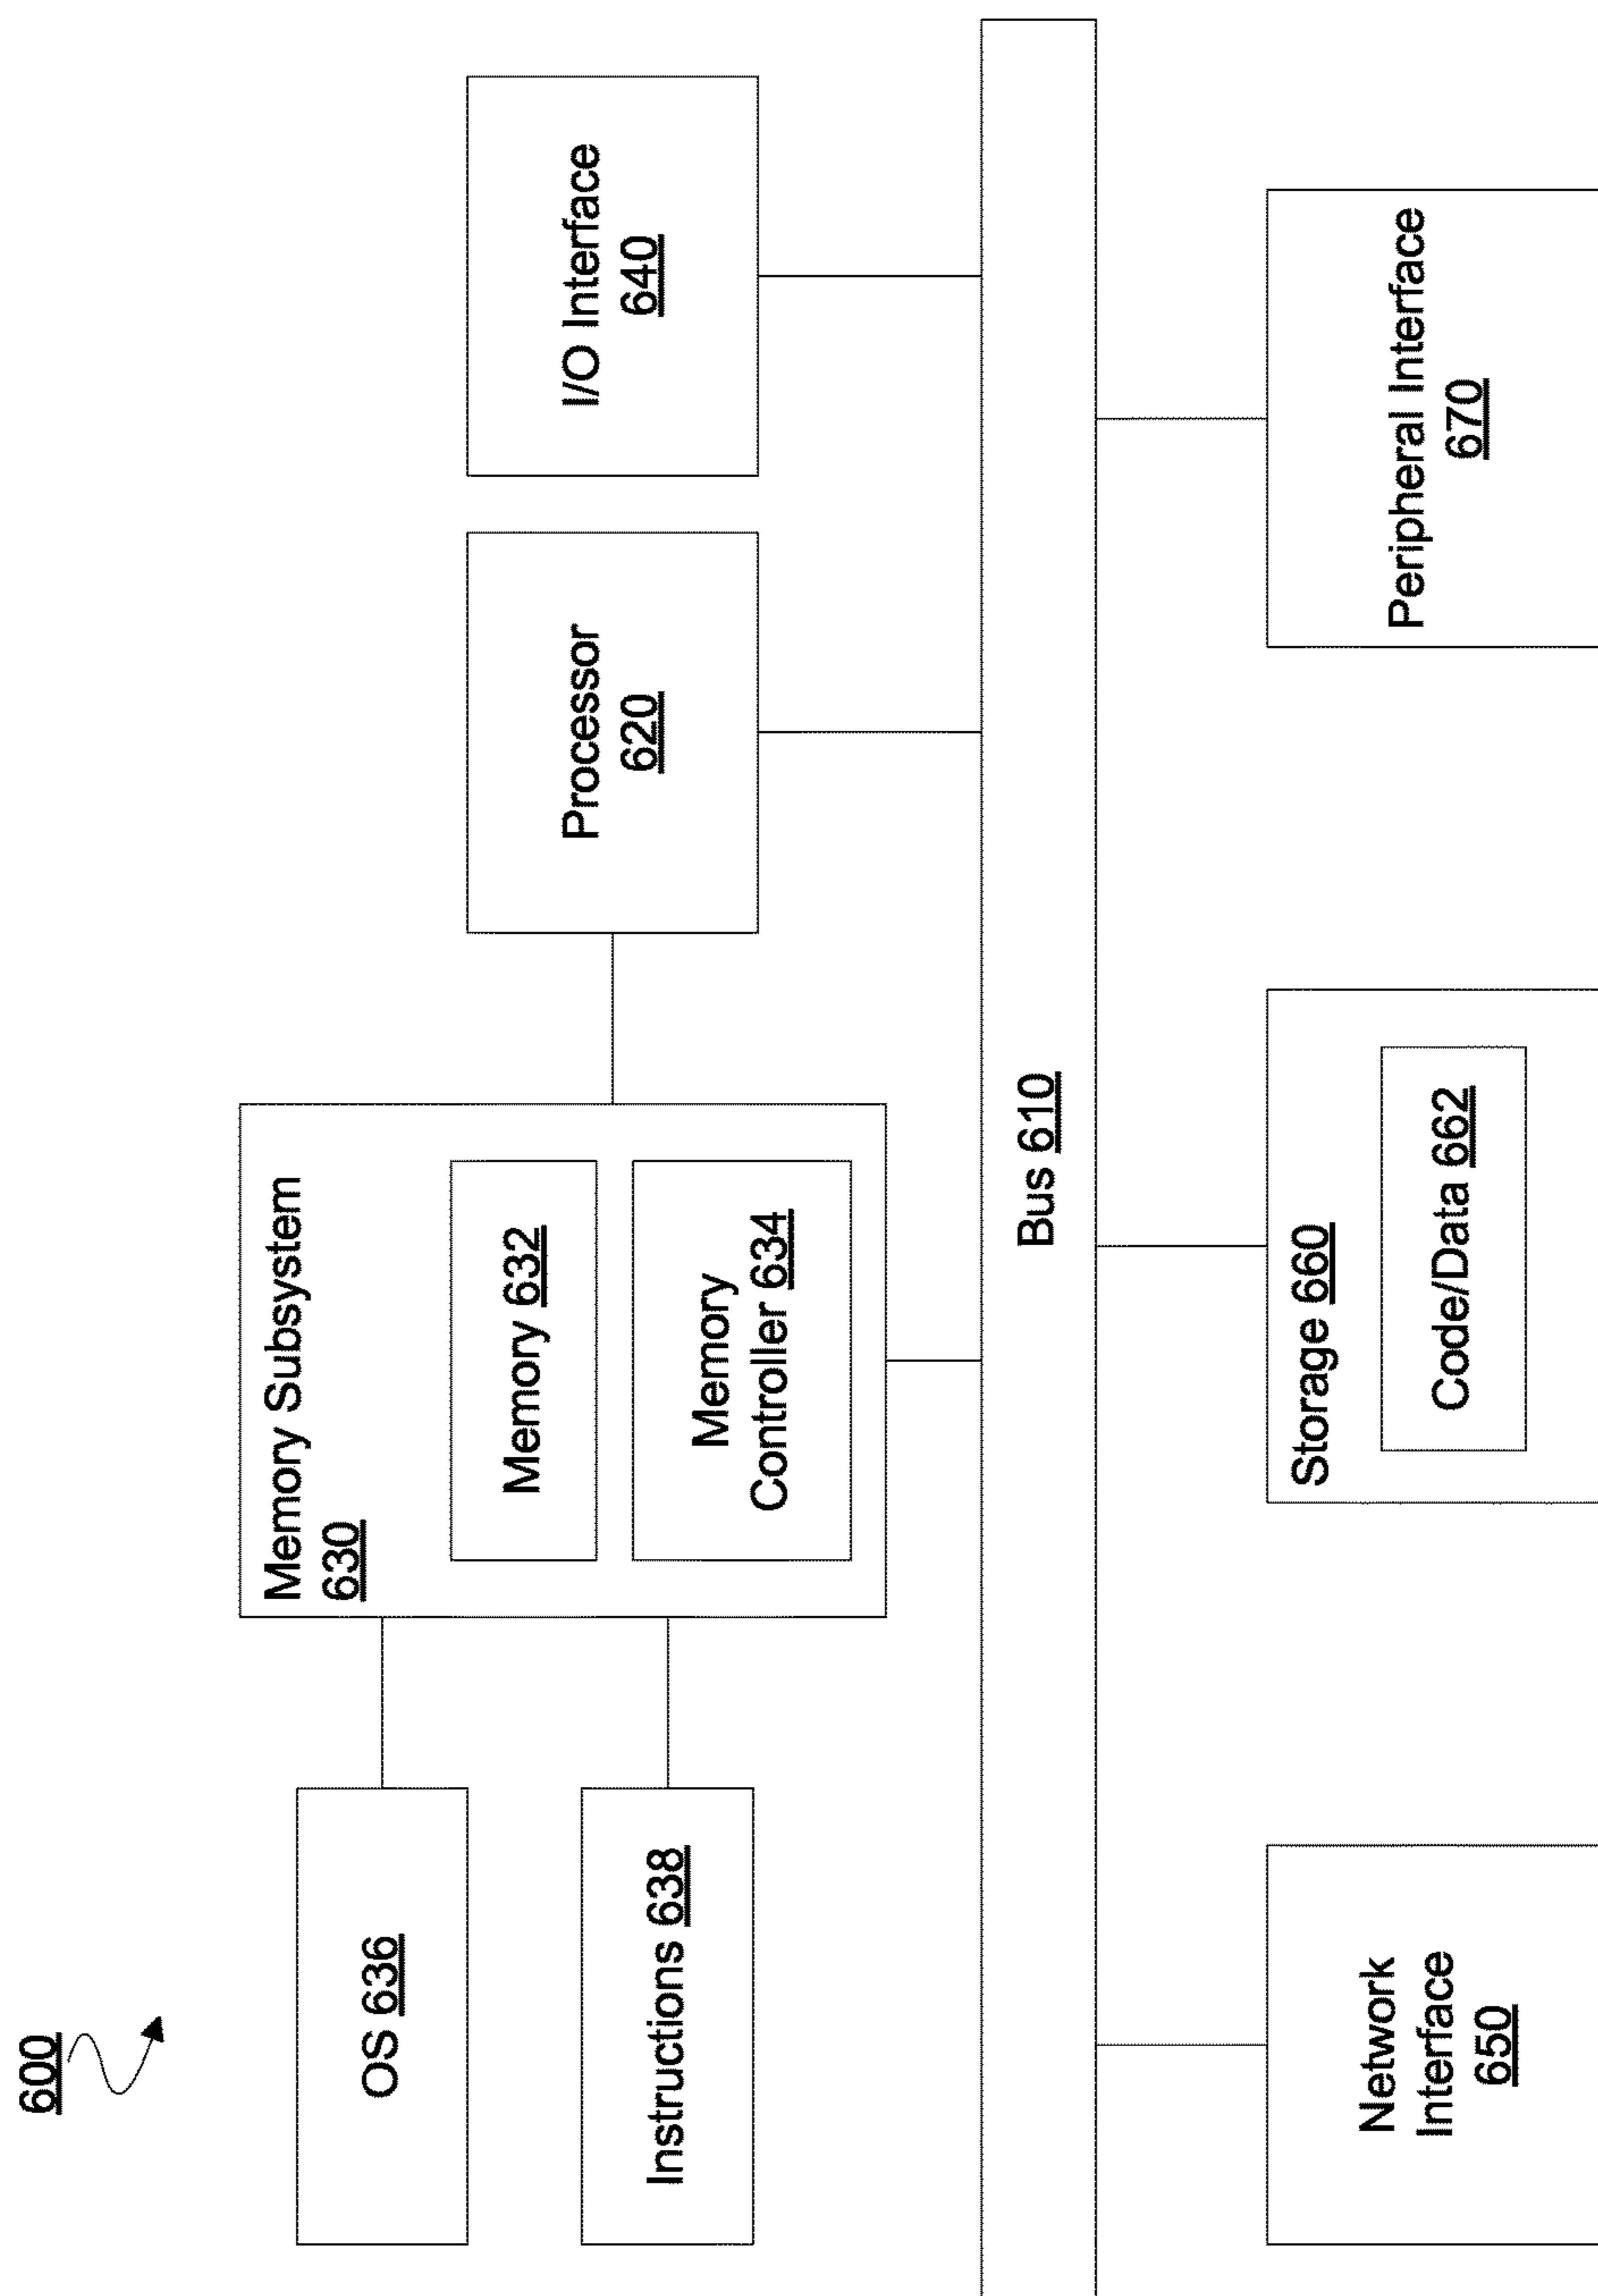 600
OS 636
Instructions 638
Memory Subsystem
630
Memory 632
Memory
Controller 634
Processor
620
I/O Interface
640
Bus 610
Network
Interface
650
Storage 660
Code/Data 662
Peripheral Interface
670